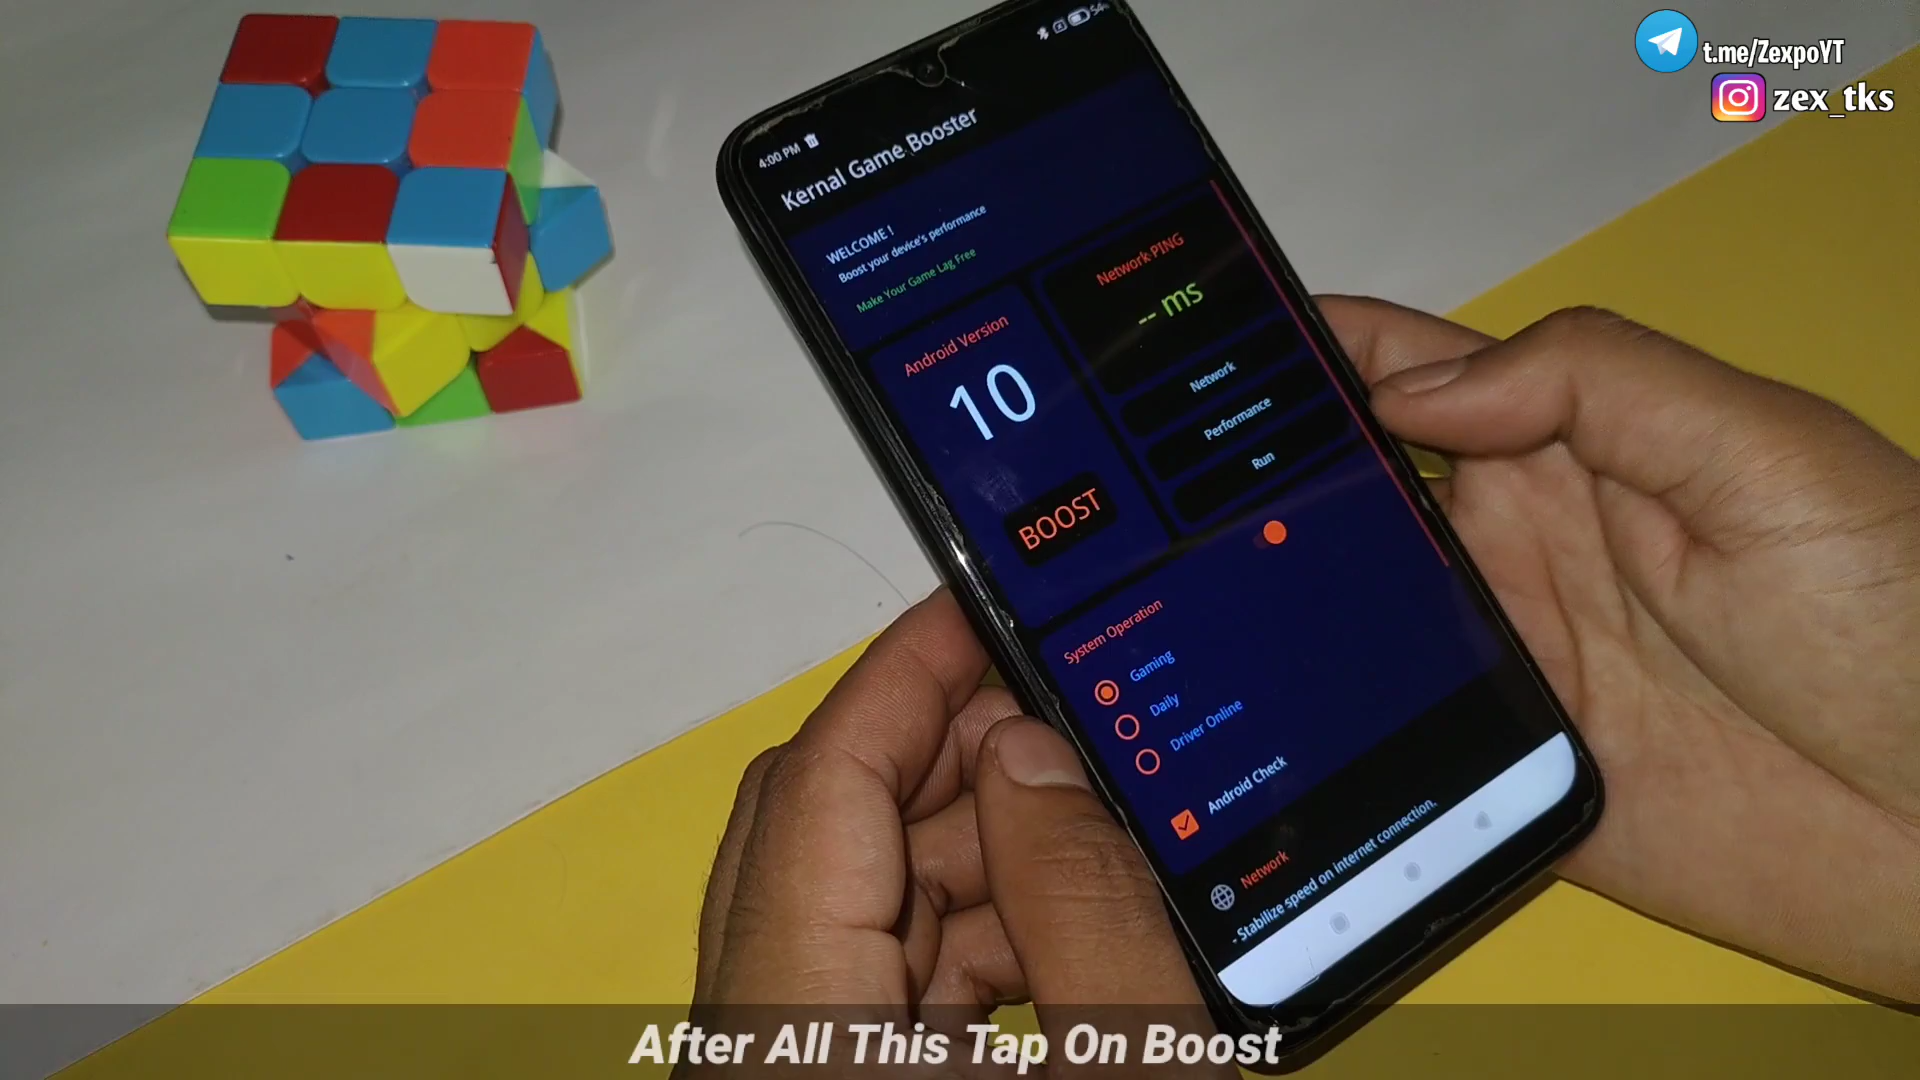 t.me/ZexpoYT
zex_tks
54
4:00 PM
Kernal Game Booster
WELCOME !
Boost your device's performance
Make Your Game Lag Free
Android Version
10
BOOST
Network PING
-- ms
Network
Performance
Run
System Operation
Gaming
Daily
Driver Online
Android Check
Network
- Stabilize speed on internet connection.
After All This Tap On Boost